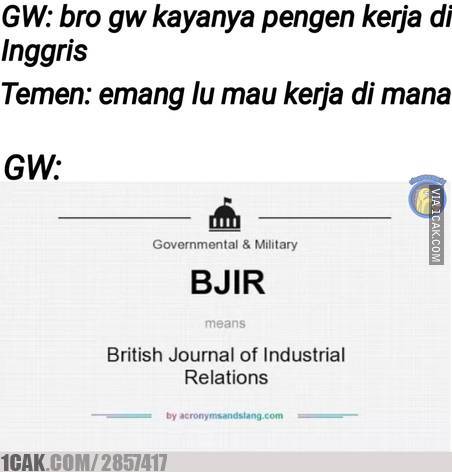 GW: bro gw kayanya pengen kerja di
Inggris
Temen: emang lu mau kerja di mana
GW:
VIA 1CAK.COM
Governmental & Military
BJIR
means
British Journal of Industrial
Relations
by acronymsandslang.com
1CAK.COM/2857417